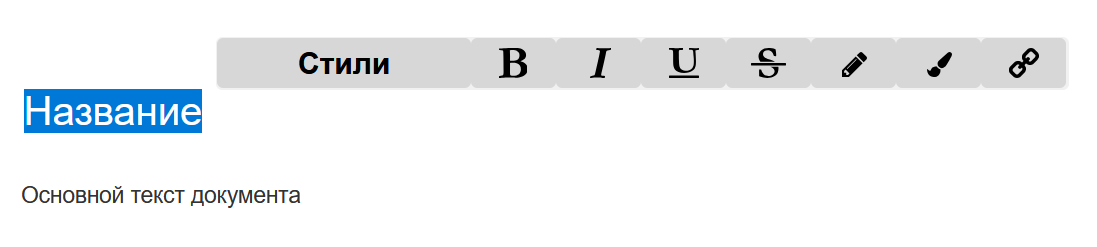 Стили B I U S
Название
Основной текст документа